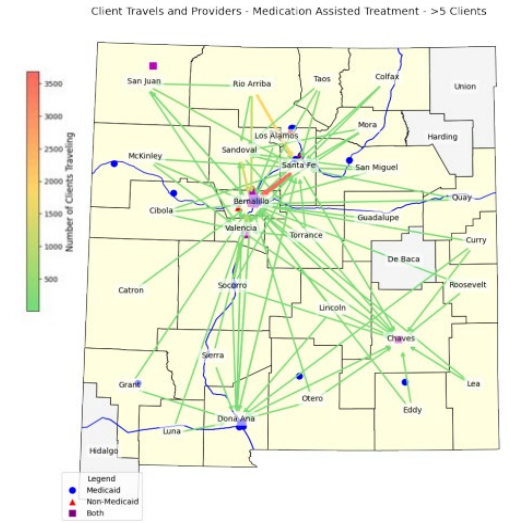 Client Travels and Providers - Medication Assisted Treatment - >5 Clients
San Juan
Rio Arriba
Taos
Colfax
Union
3500
3000
2500
2000
1500
1000
500
Number of Clients Traveling
Los Alamos
Mora
Harding
McKinley
Sandoval
Santa Fe
San Miguel
Cibola
Bernalillo
Quay
Guadalupe
Valencia
Torrance
Curry
De Baca
Catron
Socorro
Roosevelt
Lincoln
Chaves
Sierra
Grant
Otero
Lea
Eddy
Luna
Dona Ana
Hidalgo
Legend
Medicaid
Non-Medicaid
Both